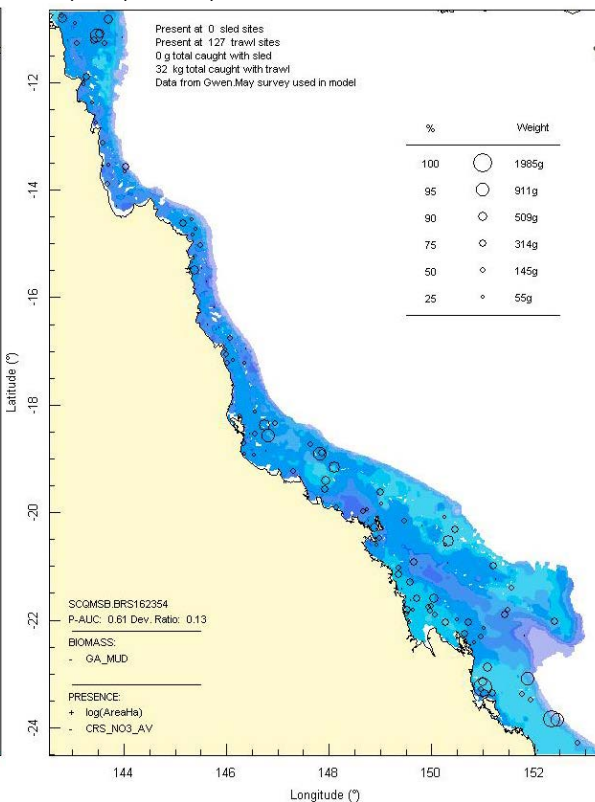 Present at 0 sled sites
Present at 127 trawl sites
0 g total caught with sled
32 kg total caught with trawl
Data from Gwen.May survey used in model
% Weight
100 1985g
95 911g
90 509g
75 314g
50 145g
25 55g
-12
-14
-16
-18
-20
-22
-24
Latitude (°)
SCQMSB.BRS162354
P-AUC: 0.61 Dev. Ratio: 0.13
BIOMASS:
- GA_MUD
PRESENCE:
+ log(AreaHa)
- CRS_NO3_AV
144 146 148 150 152
Longitude (°)